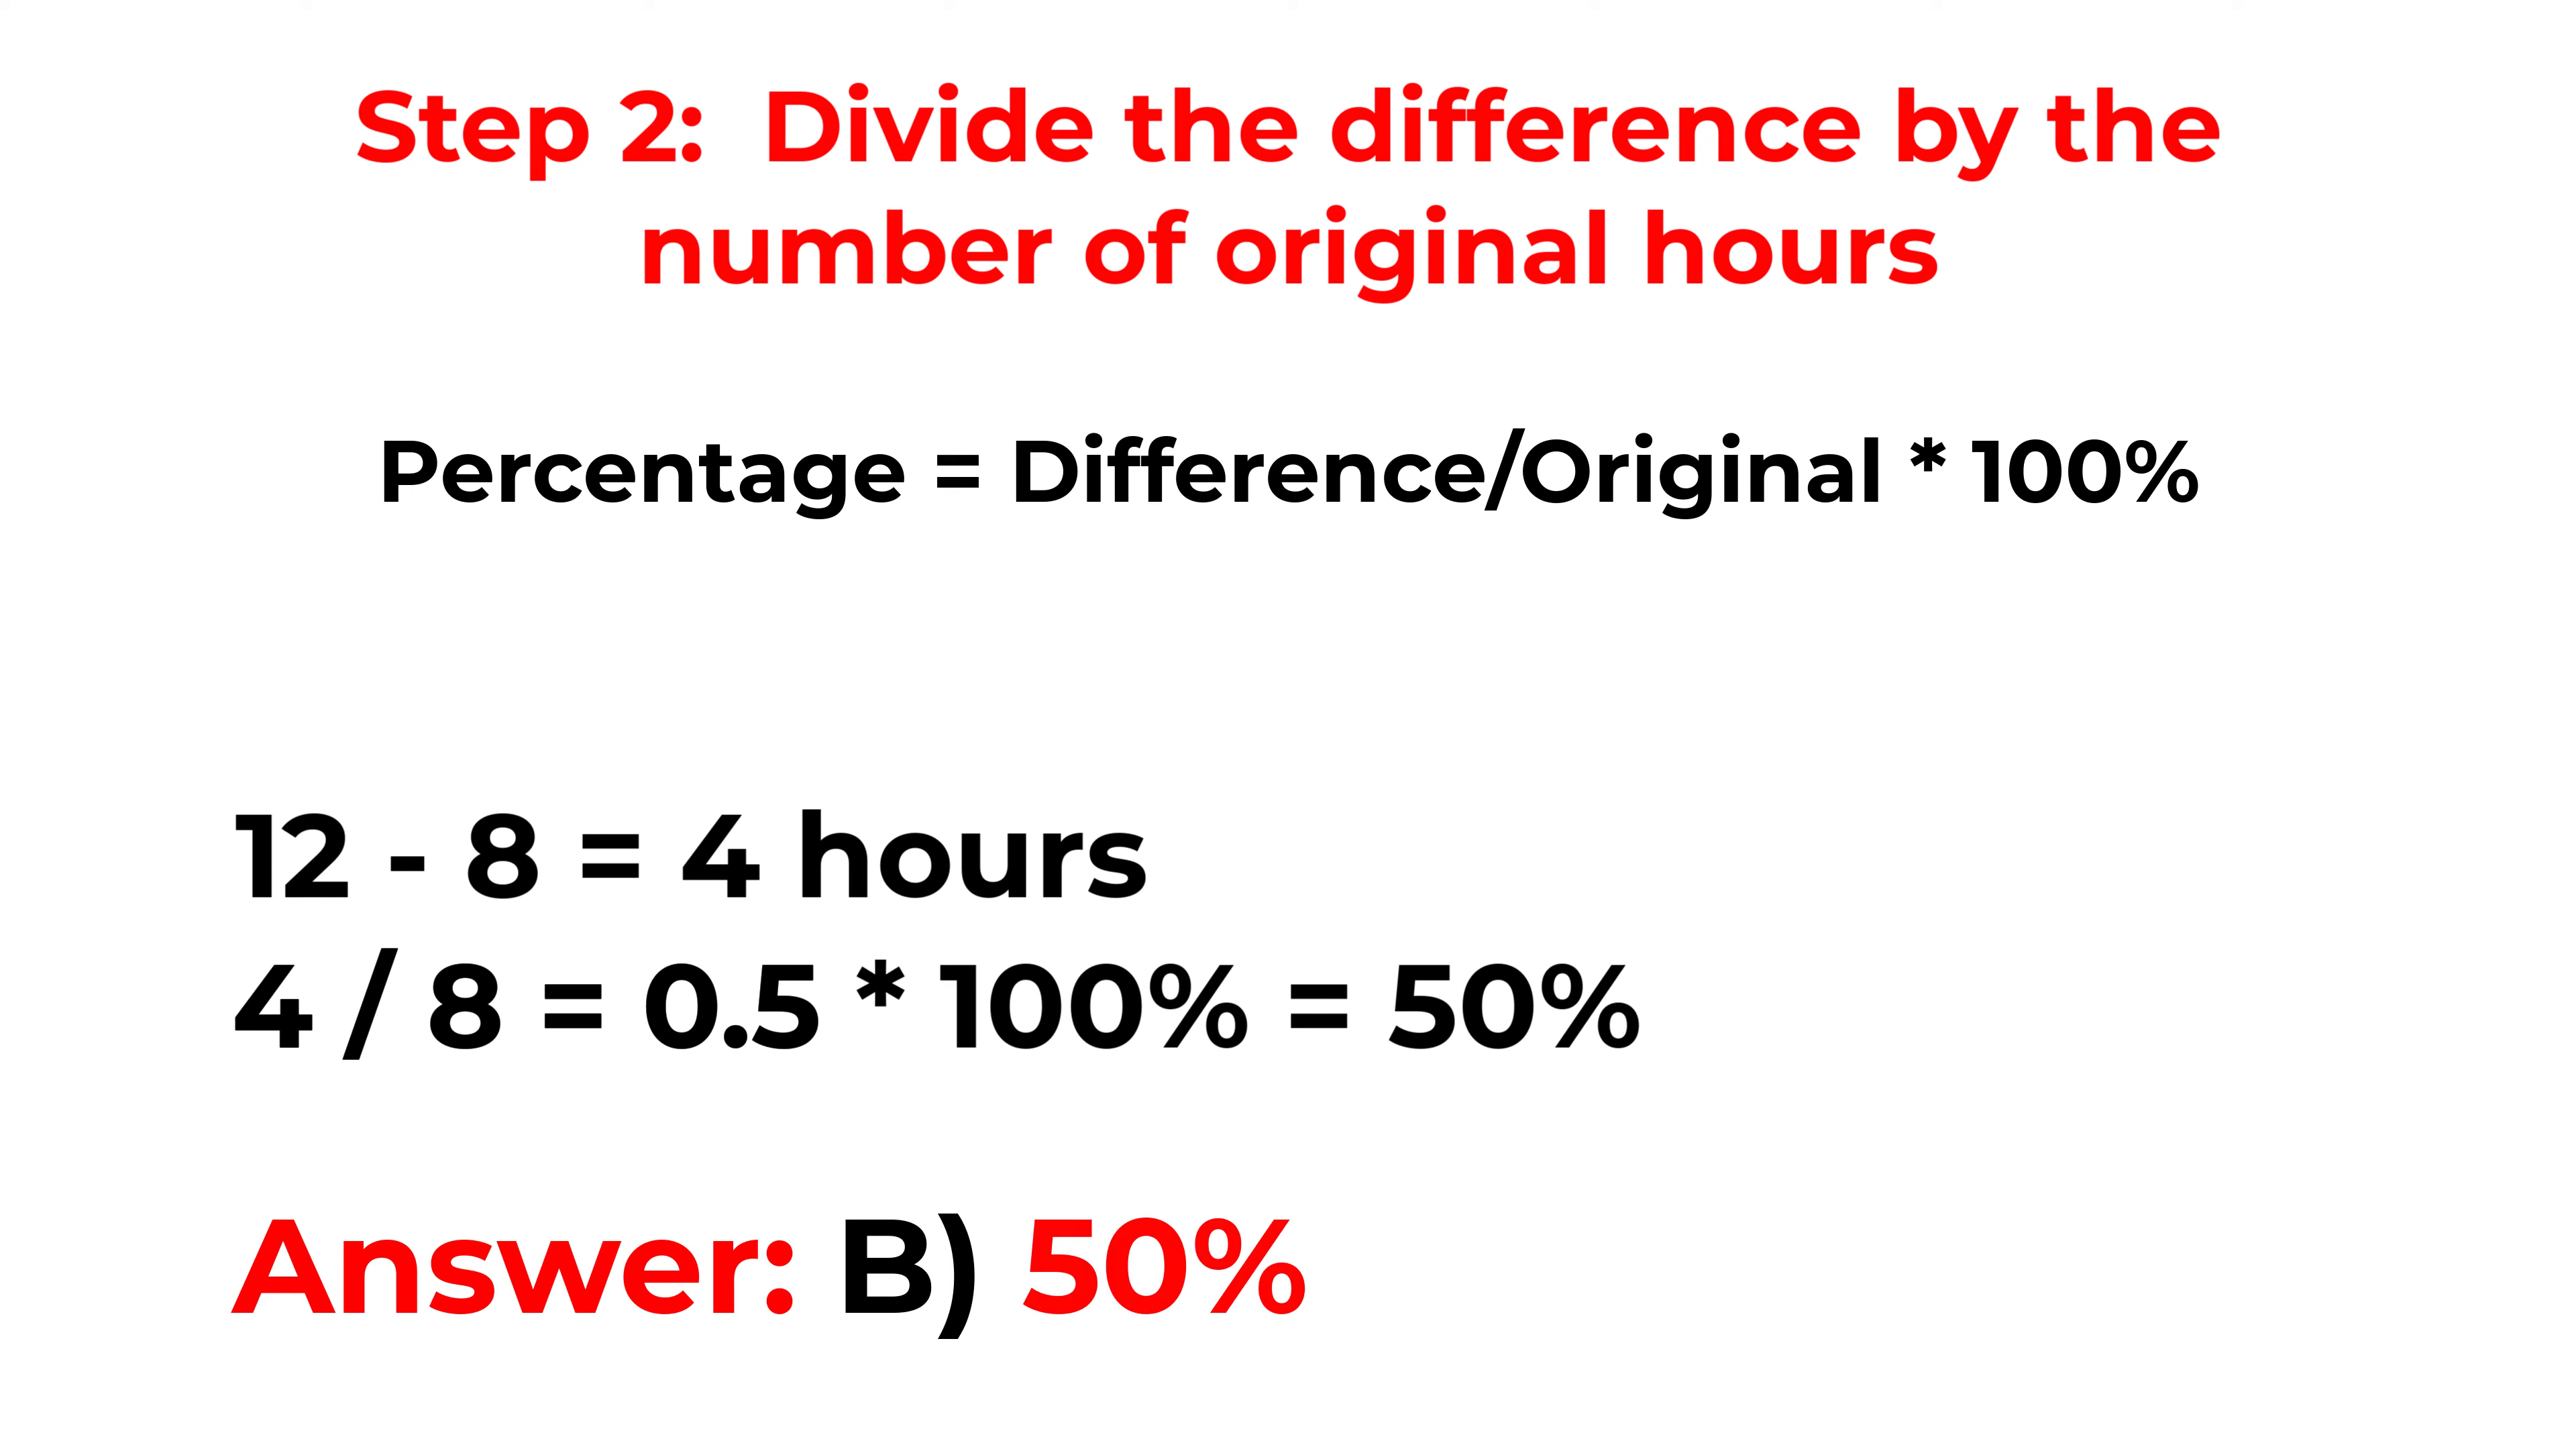 Step 2:  Divide the difference by the
number of original hours
Percentage = Difference/Original * 100%
12 - 8 = 4 hours
4 / 8 = 0.5 * 100% = 50%
Answer: B) 50%